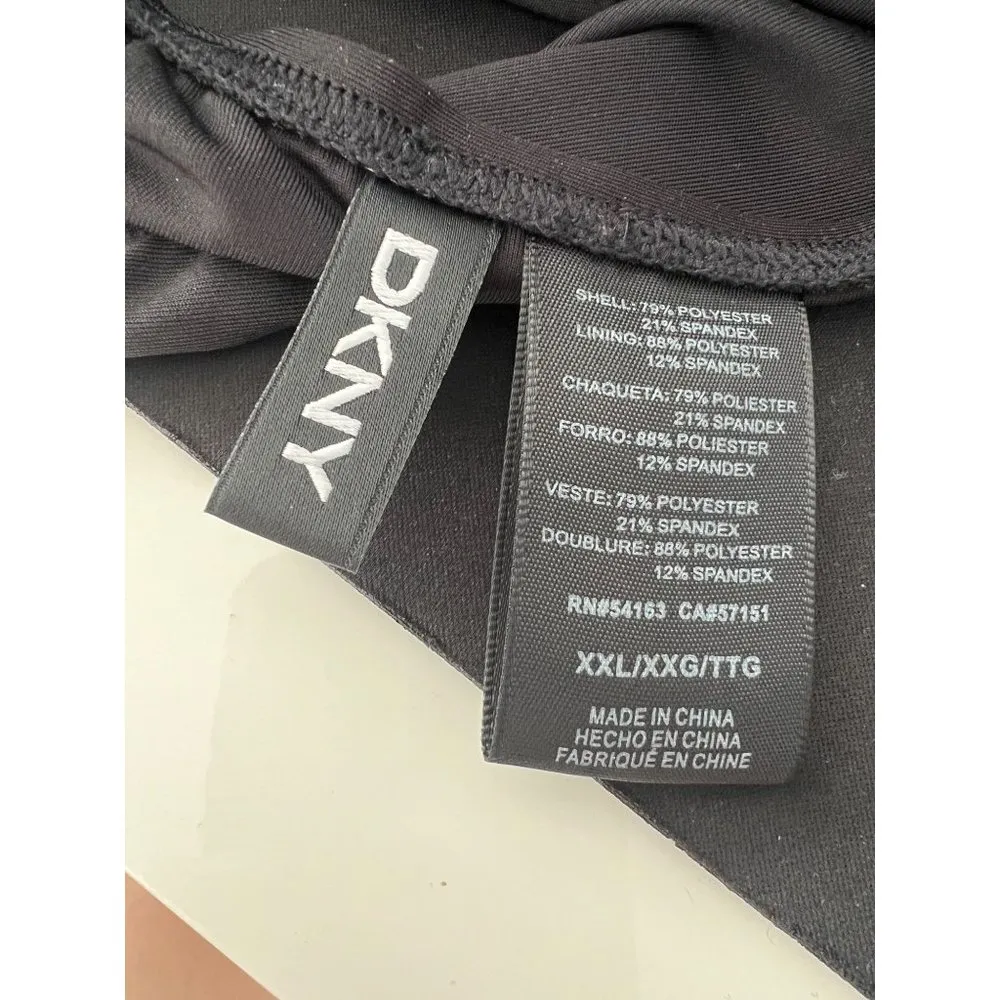 DKNY
SHELL: 79% POLYESTER
21% SPANDEX
LINING: 88% POLYESTER
12% SPANDEX
CHAQUETA: 79% POLIESTER
21% SPANDEX
FORRO: 88% POLIESTER
12% SPANDEX
VESTE: 79% POLYESTER
21% SPANDEX
DOUBLURE: 88% POLYESTER
12% SPANDEX
RN#54163 CA#57151
XXL/XXG/TTG
MADE IN CHINA
HECHO EN CHINA
FABRIQUÉ EN CHINE